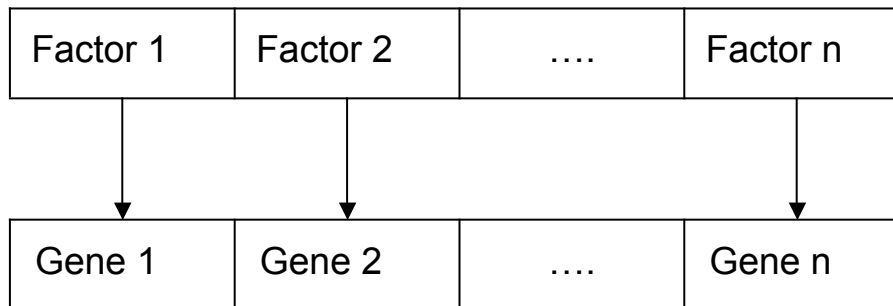 Factor 1 Factor 2 …. Factor n
Gene 1 Gene 2 …. Gene n